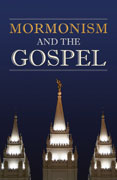 MORMONISM
AND THE
GOSPEL